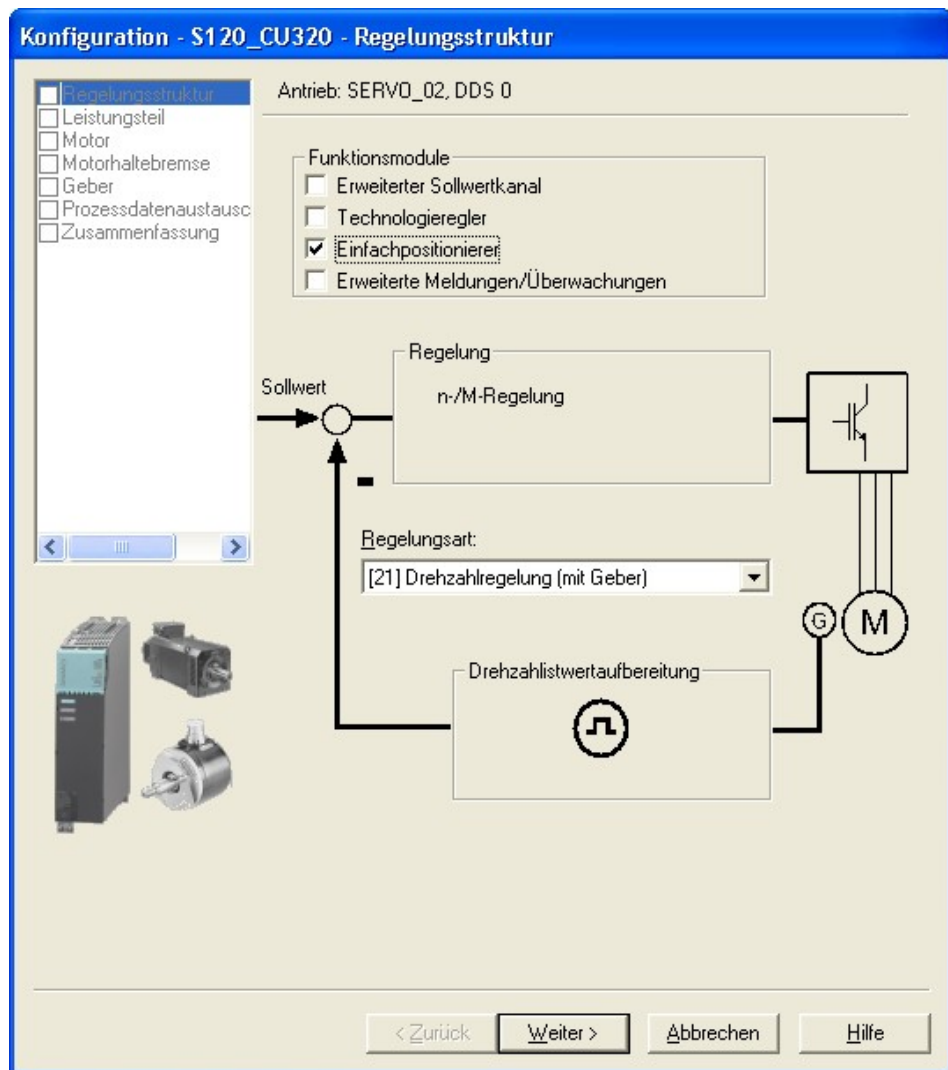 Konfiguration - S120_CU320 - Regelungsstruktur
Regelungsstruktur
Leistungsteil
Motor
Motorhaltebremse
Geber
Prozessdatenaustausc
Zusammenfassung
Antrieb: SERVO_02, DDS 0
Funktionsmodule
Erweiterter Sollwertkanal
Technologieregler
Einfachpositionierer
Erweiterte Meldungen/Überwachungen
Regelung
Sollwert
n-/M-Regelung
Regelungsart:
[21] Drehzahlregelung (mit Geber)
G
M
Drehzahlistwertaufbereitung
< Zurück
Weiter >
Abbrechen
Hilfe